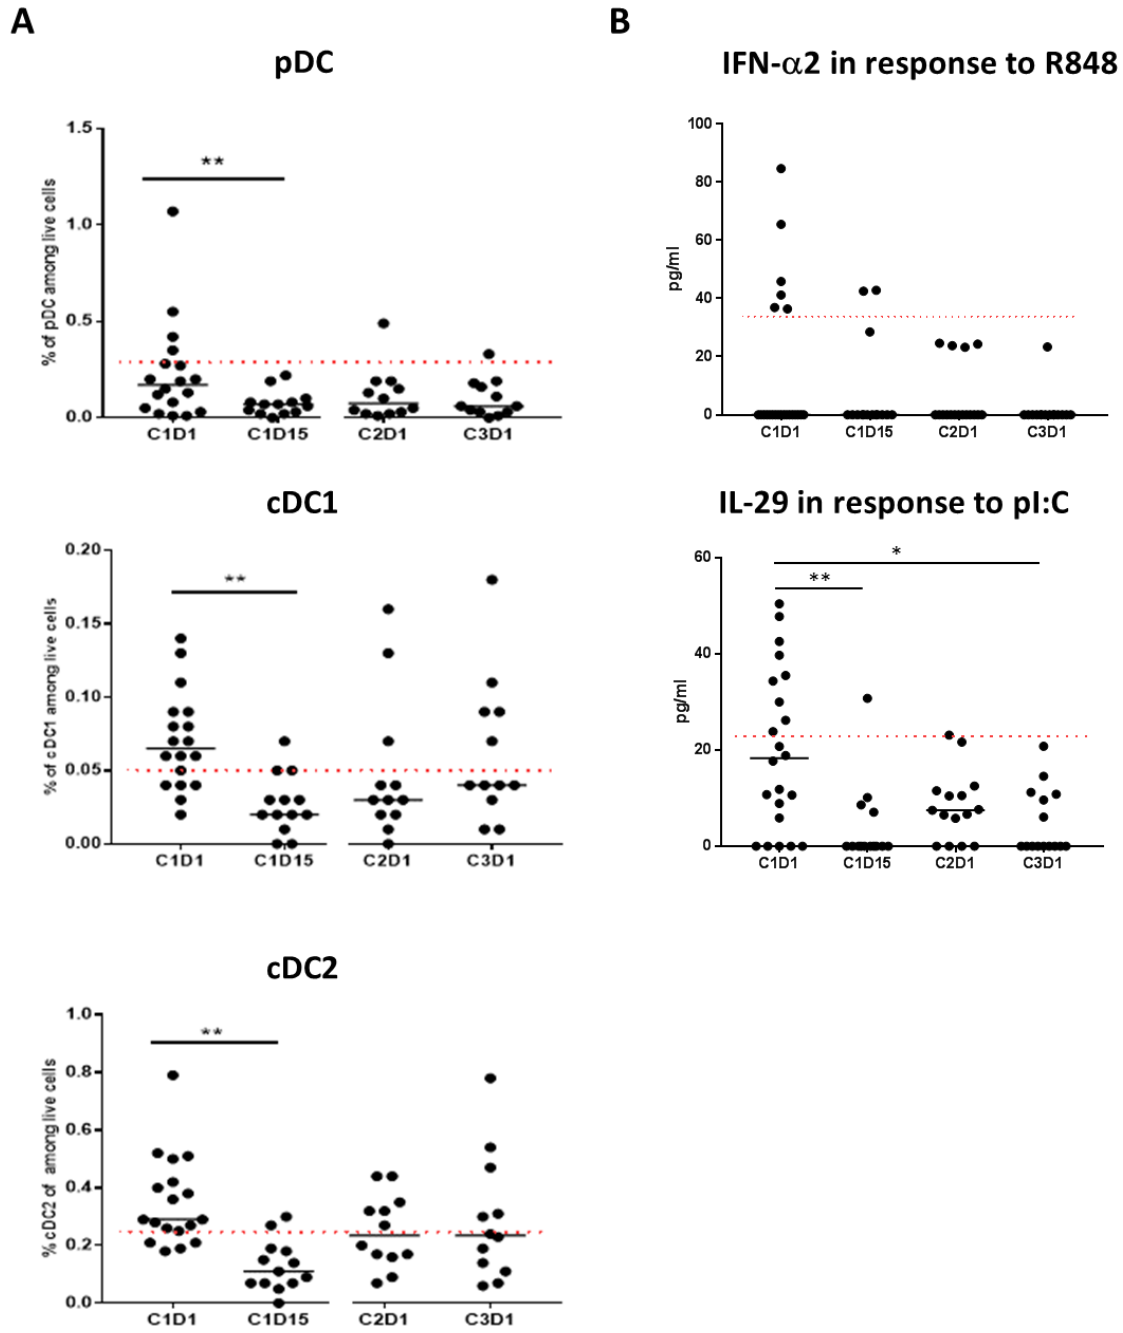 A
B
pDC
IFN-α2 in response to R848
% of pDC among live cells
1.5
1.0
0.5
0.0
**
C1D1 C1D15 C2D1 C3D1
pg/ml
100
80
60
40
20
0
C1D1 C1D15 C2D1 C3D1
cDC1
IL-29 in response to pI:C
% of cDC1 among live cells
0.20
0.15
0.10
0.05
0.00
**
C1D1 C1D15 C2D1 C3D1
pg/ml
60
40
20
0
*
**
C1D1 C1D15 C2D1 C3D1
cDC2
% cDC2 of among live cells
1.0
0.8
0.6
0.4
0.2
0.0
**
C1D1 C1D15 C2D1 C3D1